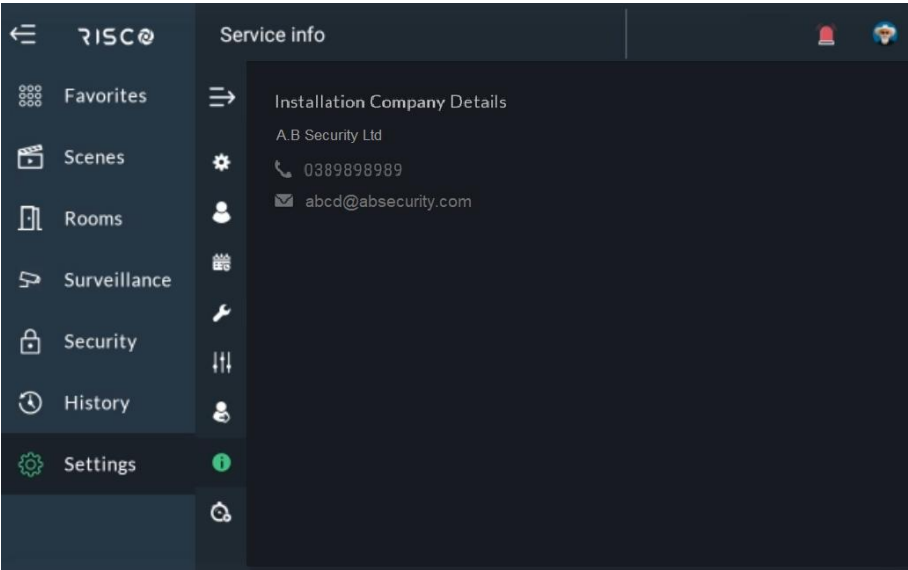 RISCO
Service info
Favorites
Scenes
Rooms
Surveillance
Security
History
Settings
Installation Company Details
A.B Security Ltd
0389898989
abcd@absecurity.com